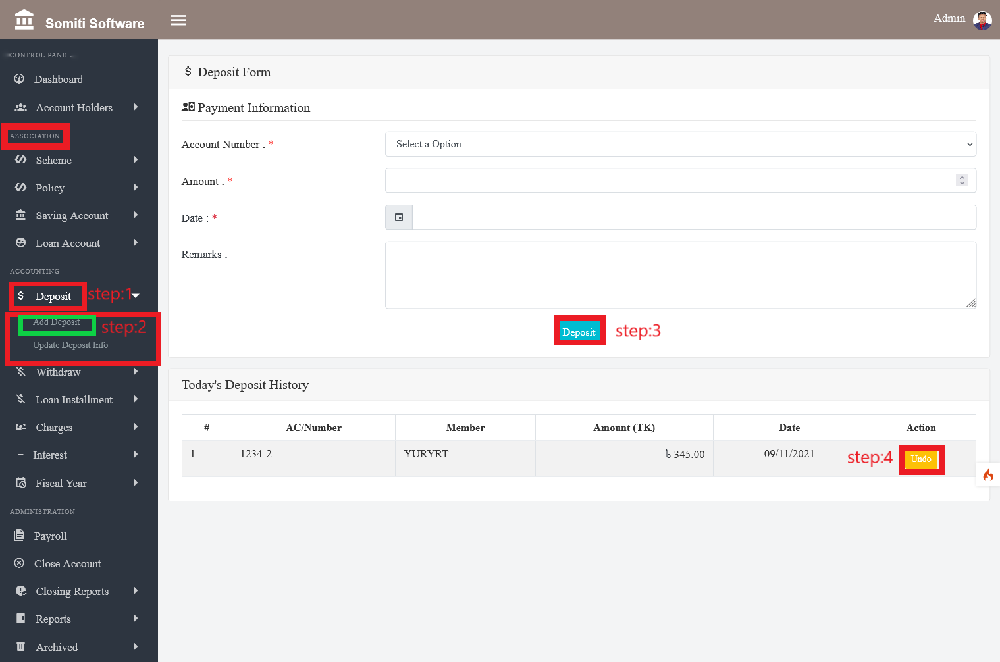 Somiti Software
Admin
CONTROL PANEL
Dashboard
Account Holders
ASSOCIATION
Scheme
Policy
Saving Account
Loan Account
ACCOUNTING
Deposit step:1
Add Deposit step:2
Update Deposit Info
Withdraw
Loan Installment
Charges
Interest
Fiscal Year
ADMINISTRATION
Payroll
Close Account
Closing Reports
Reports
Archived
$ Deposit Form
Payment Information
Account Number : *
Select a Option
Amount : *
Date : *
Remarks :
Deposit step:3
Today's Deposit History
# AC/Number Member Amount (TK) Date Action
1 1234-2 YURYRT ৳ 345.00 09/11/2021 step:4 Undo